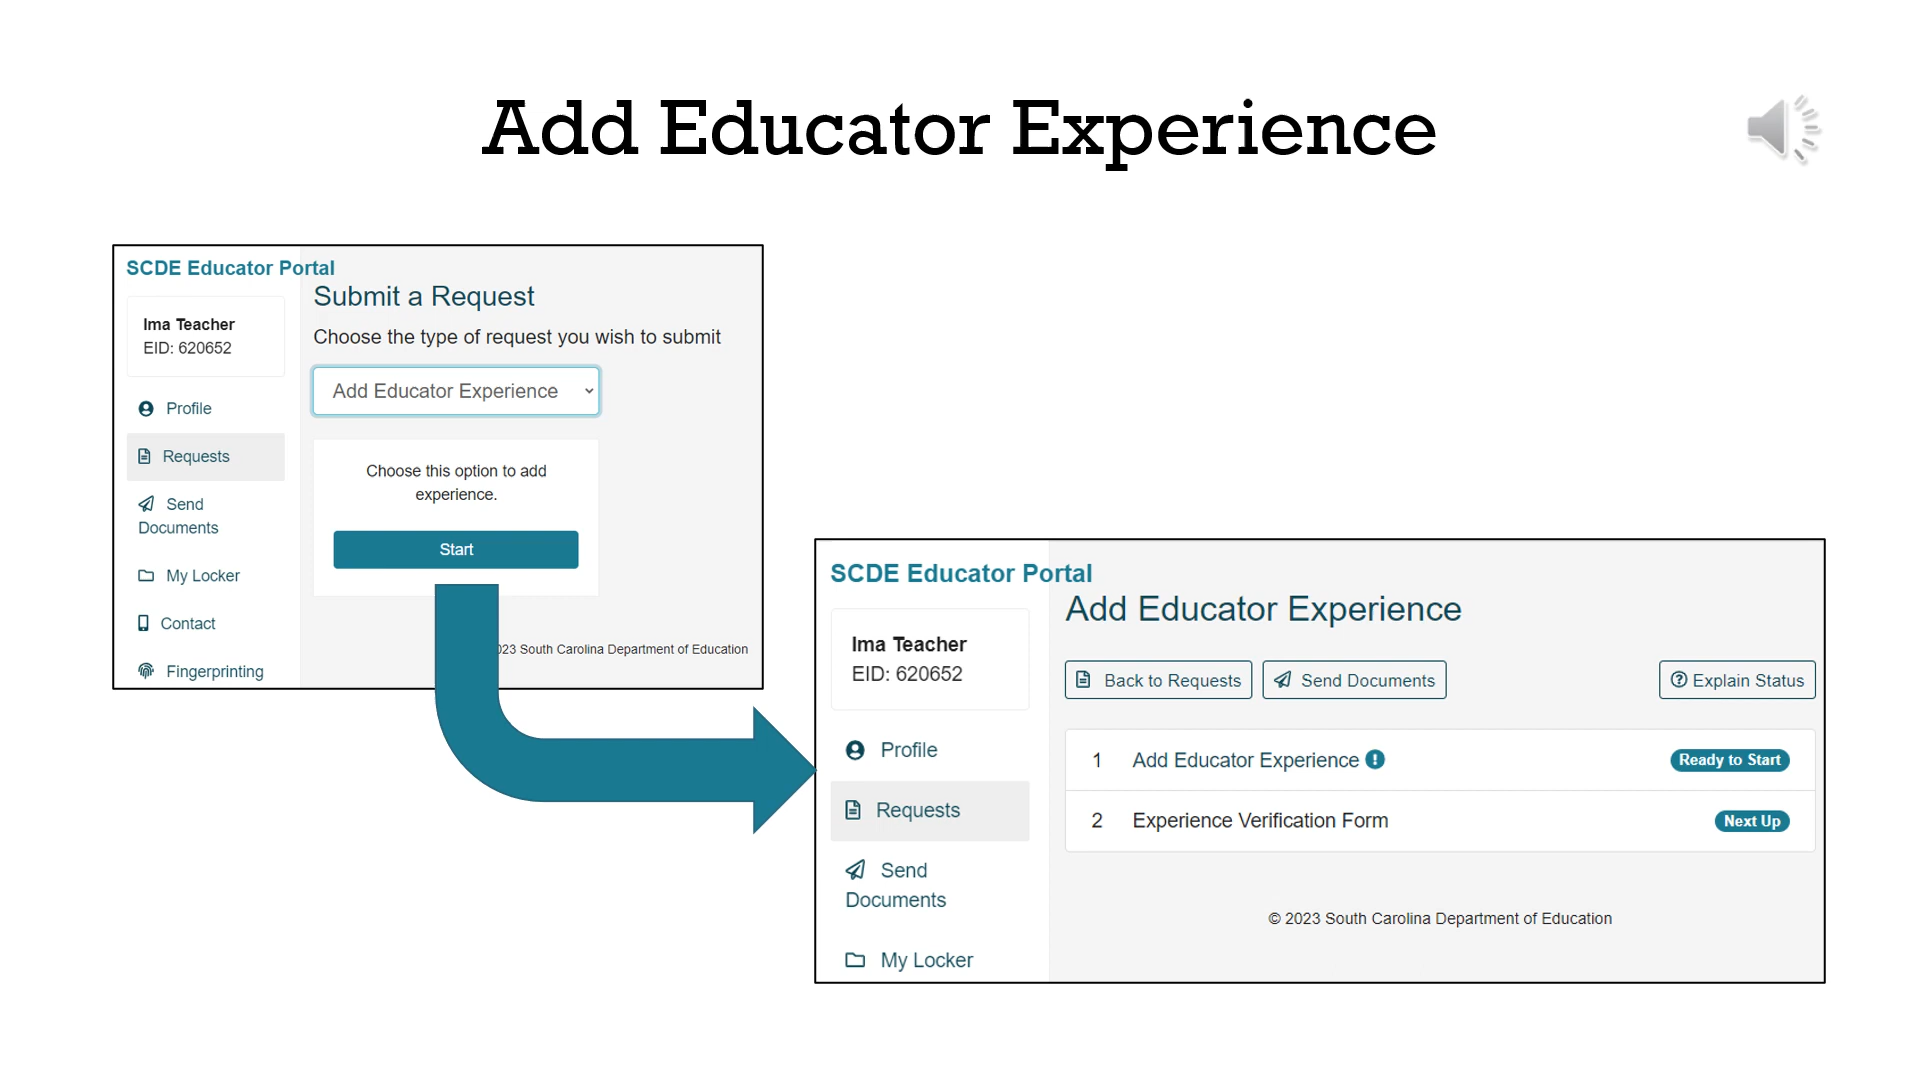 Add Educator Experience
SCDE Educator Portal
Ima Teacher
EID: 620652
Profile
Requests
Send
Documents
My Locker
Contact
Fingerprinting
Submit a Request
Choose the type of request you wish to submit
Add Educator Experience
Choose this option to add
experience.
Start
23 South Carolina Department of Education
SCDE Educator Portal
Ima Teacher
EID: 620652
Profile
Requests
Send
Documents
My Locker
Add Educator Experience
Back to Requests
Send Documents
Explain Status
1 Add Educator Experience Ready to Start
2 Experience Verification Form Next Up
© 2023 South Carolina Department of Education